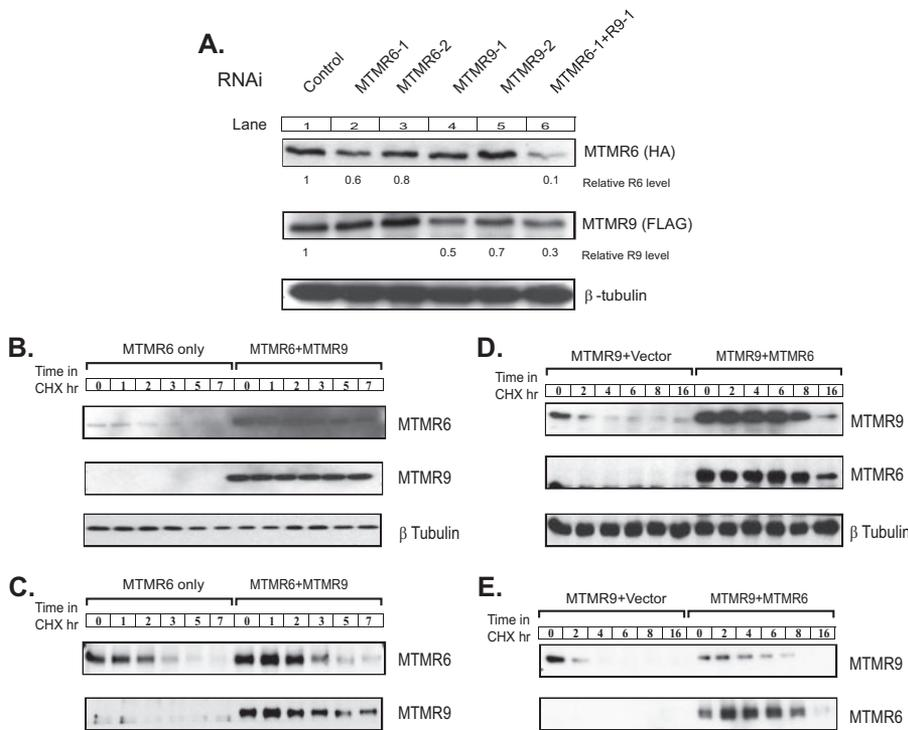 A.
RNAi
Control
MTMR6-1
MTMR6-2
MTMR9-1
MTMR9-2
MTMR6-1+R9-1
Lane 1 2 3 4 5 6
MTMR6 (HA)
1 0.6 0.8 0.1 Relative R6 level
MTMR9 (FLAG)
1 0.5 0.7 0.3 Relative R9 level
β -tubulin
B.
MTMR6 only MTMR6+MTMR9
Time in
CHX hr 0 1 2 3 5 7 0 1 2 3 5 7
MTMR6
MTMR9
β Tubulin
C.
MTMR6 only MTMR6+MTMR9
Time in
CHX hr 0 1 2 3 5 7 0 1 2 3 5 7
MTMR6
MTMR9
D.
MTMR9+Vector MTMR9+MTMR6
Time in
CHX hr 0 2 4 6 8 16 0 2 4 6 8 16
MTMR9
MTMR6
β Tubulin
E.
MTMR9+Vector MTMR9+MTMR6
Time in
CHX hr 0 2 4 6 8 16 0 2 4 6 8 16
MTMR9
MTMR6